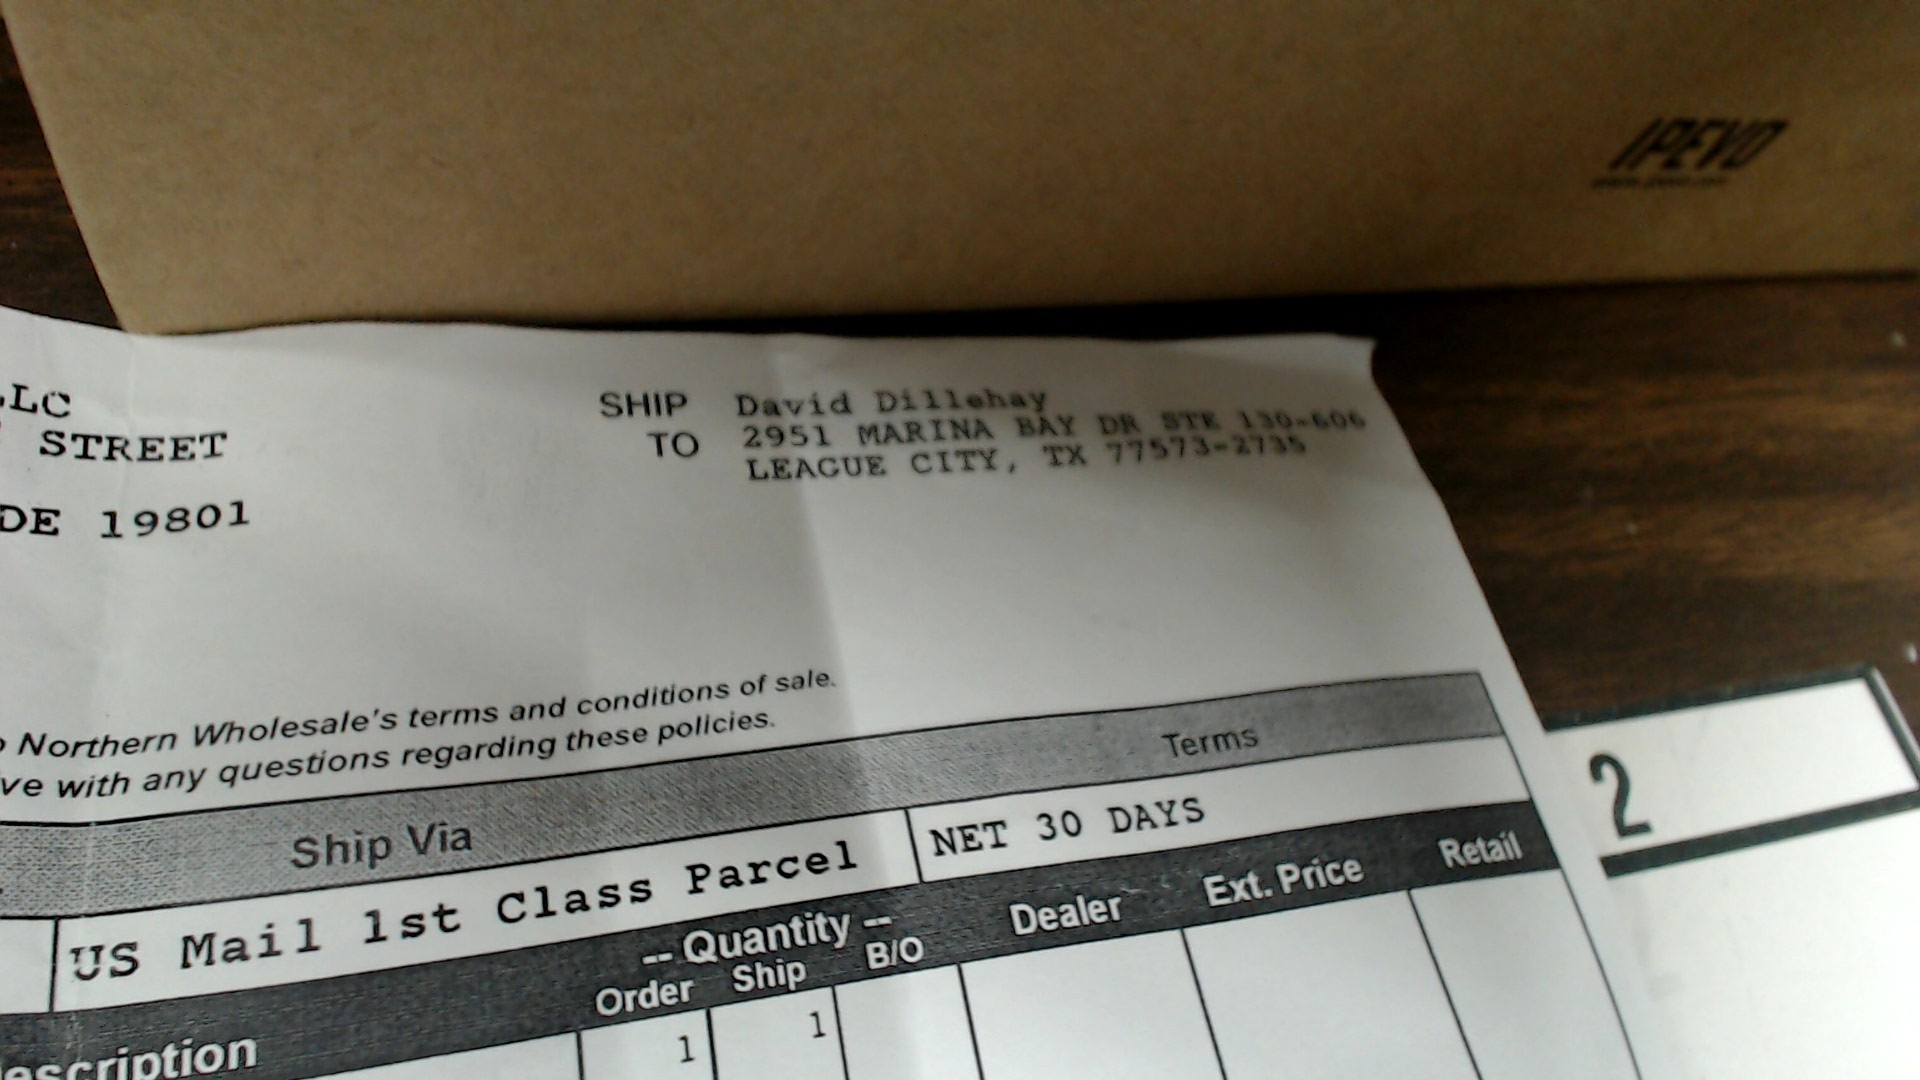 IPEVO
LLC
STREET
DE 19801
SHIP TO
David Dillehay
2951 MARINA BAY DR STE 130-606
LEAGUE CITY, TX 77573-2735
Northern Wholesale's terms and conditions of sale.
ve with any questions regarding these policies.
Ship Via
Terms
US Mail 1st Class Parcel
NET 30 DAYS
escription
-- Quantity --
Order Ship B/O
Dealer
Ext. Price
Retail
1 1
2